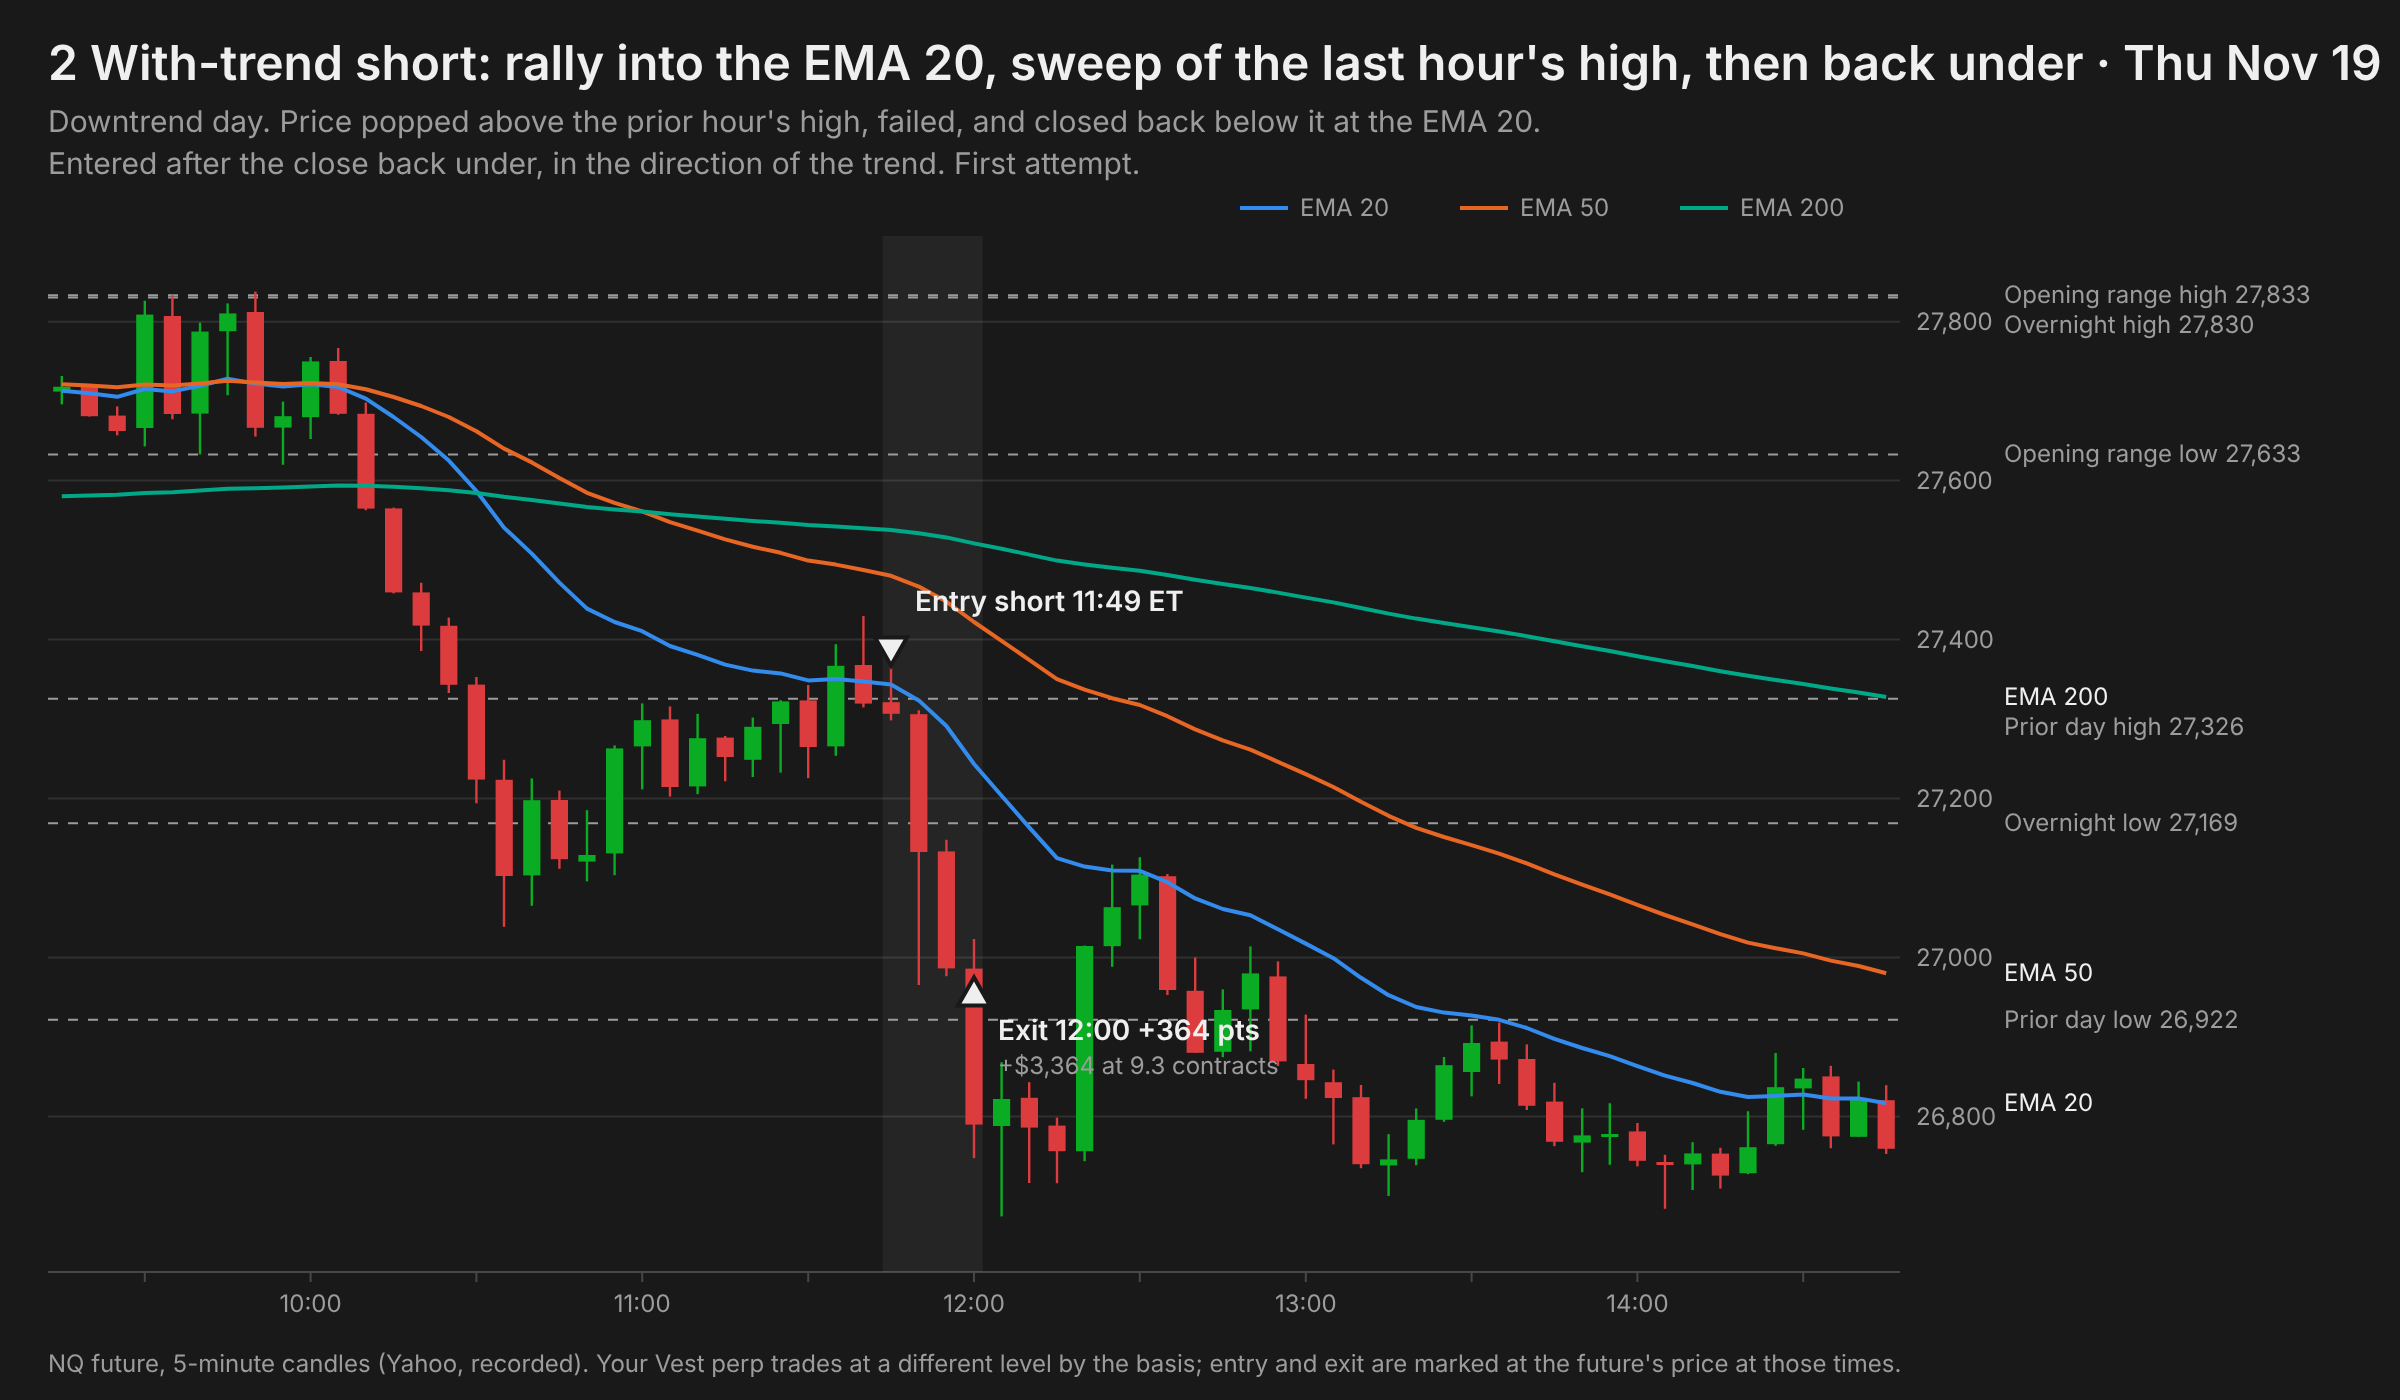 2 With-trend short: rally into the EMA 20, sweep of the last hour's high, then back under · Thu Nov 19
Downtrend day. Price popped above the prior hour's high, failed, and closed back below it at the EMA 20.
Entered after the close back under, in the direction of the trend. First attempt.
EMA 20
EMA 50
EMA 200
Opening range high 27,833
27,800
Overnight high 27,830
Opening range low 27,633
27,600
Entry short 11:49 ET
27,400
EMA 200
Prior day high 27,326
27,200
Overnight low 27,169
27,000
EMA 50
Prior day low 26,922
Exit 12:00 +364 pts
+$3,364 at 9.3 contracts
EMA 20
26,800
10:00
11:00
12:00
13:00
14:00
NQ future, 5-minute candles (Yahoo, recorded). Your Vest perp trades at a different level by the basis; entry and exit are marked at the future's price at those times.